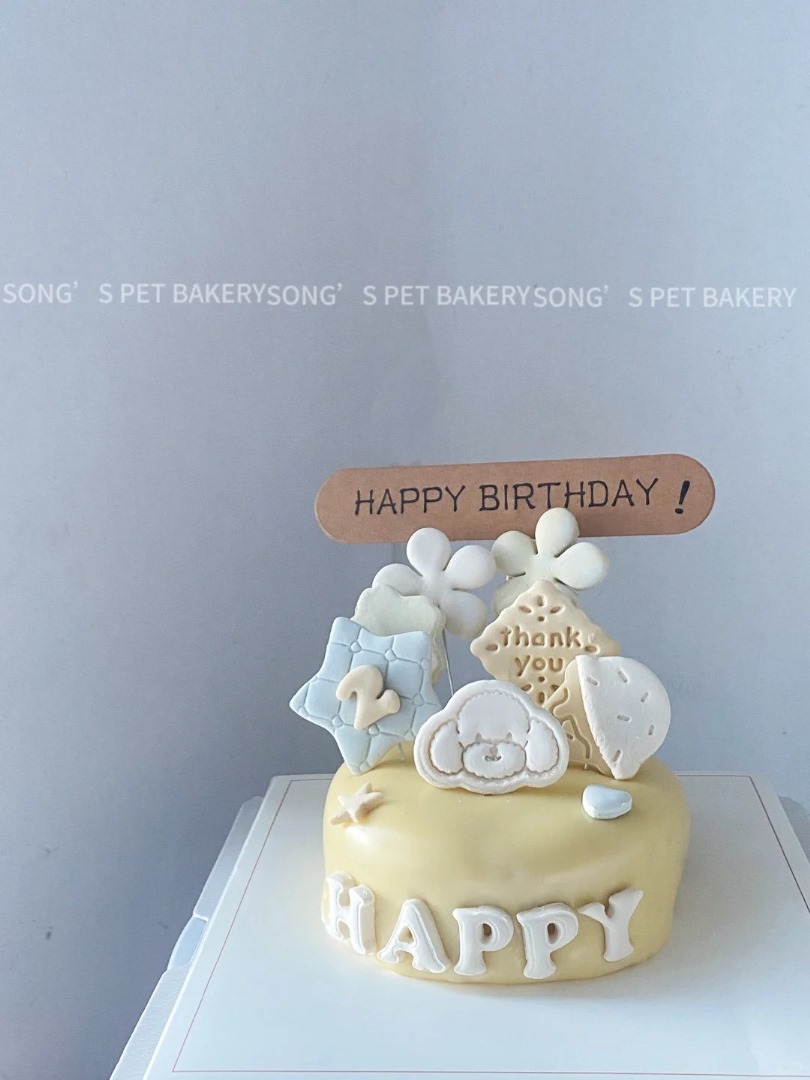 SONG’S PET BAKERYSONG’S PET BAKERYSONG’S PET BAKERY
HAPPY BIRTHDAY !
thank
you
2
HAPPY